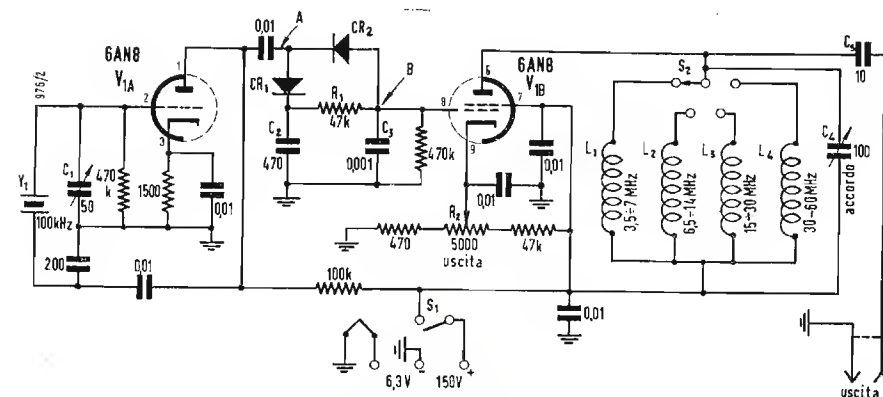 6AN8
V1A
976/2
1
2
3
Y1
100kHz
C1
50
470
k
1500
0,01
200
0,01
0,01
A
CR2
CR1
R1
47k
B
C2
470
C3
0,001
470k
6AN8
V1B
6
7
8
9
0,01
0,01
R2
470
5000
47k
uscita
100k
S1
0,01
6,3V
-
150V
+
S2
C5
10
L1
3,5÷7 MHz
L2
6,5÷14 MHz
L3
15÷30 MHz
L4
30÷60 MHz
C4
100
accordo
uscita